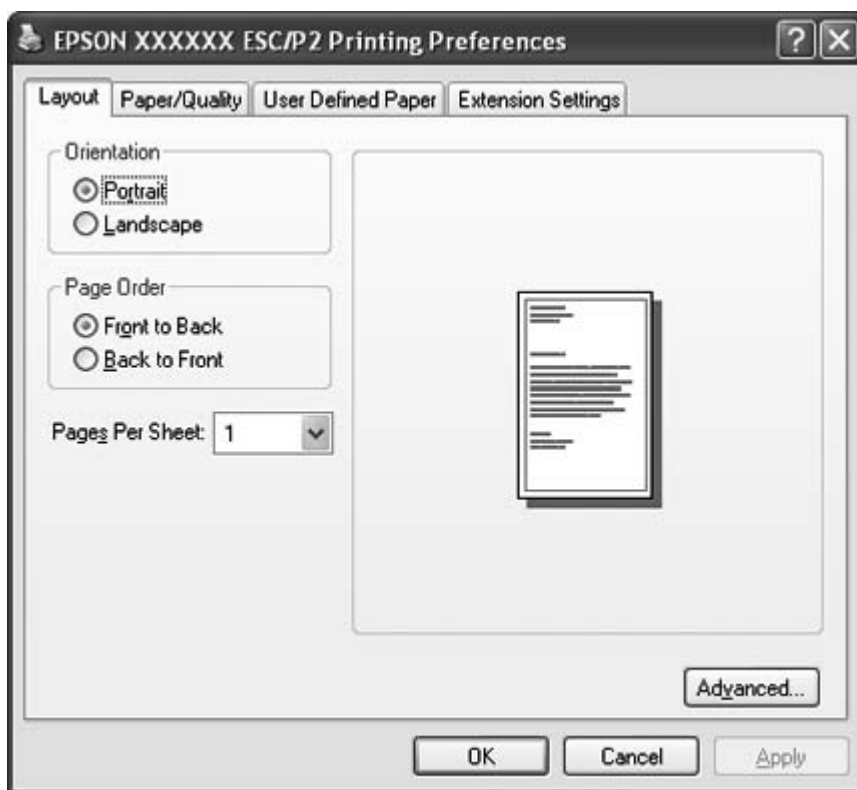 EPSON XXXXXX ESC/P2 Printing Preferences
Layout Paper/Quality User Defined Paper Extension Settings
Orientation
Portrait
Landscape
Page Order
Front to Back
Back to Front
Pages Per Sheet: 1
Advanced...
OK Cancel Apply